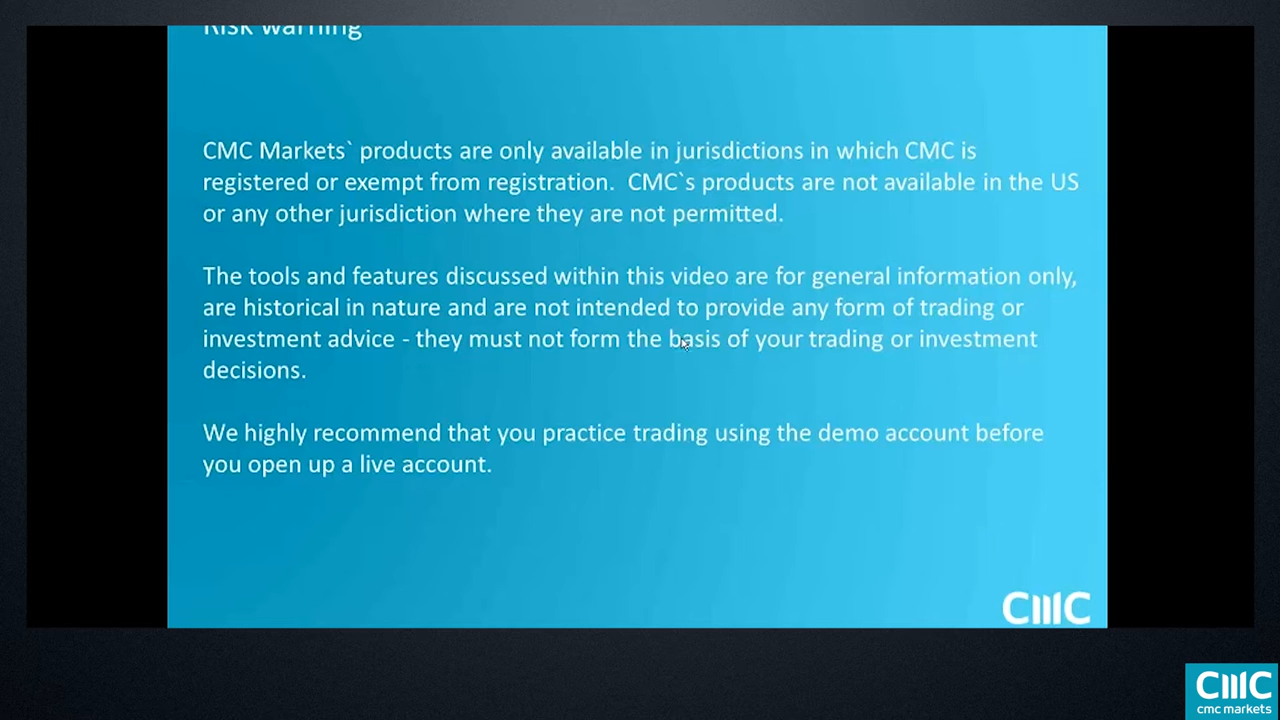 Risk warning
CMC Markets` products are only available in jurisdictions in which CMC is
registered or exempt from registration.  CMC`s products are not available in the US
or any other jurisdiction where they are not permitted.
The tools and features discussed within this video are for general information only,
are historical in nature and are not intended to provide any form of trading or
investment advice - they must not form the basis of your trading or investment
decisions.
We highly recommend that you practice trading using the demo account before
you open up a live account.
CMC
CMC
cmc markets